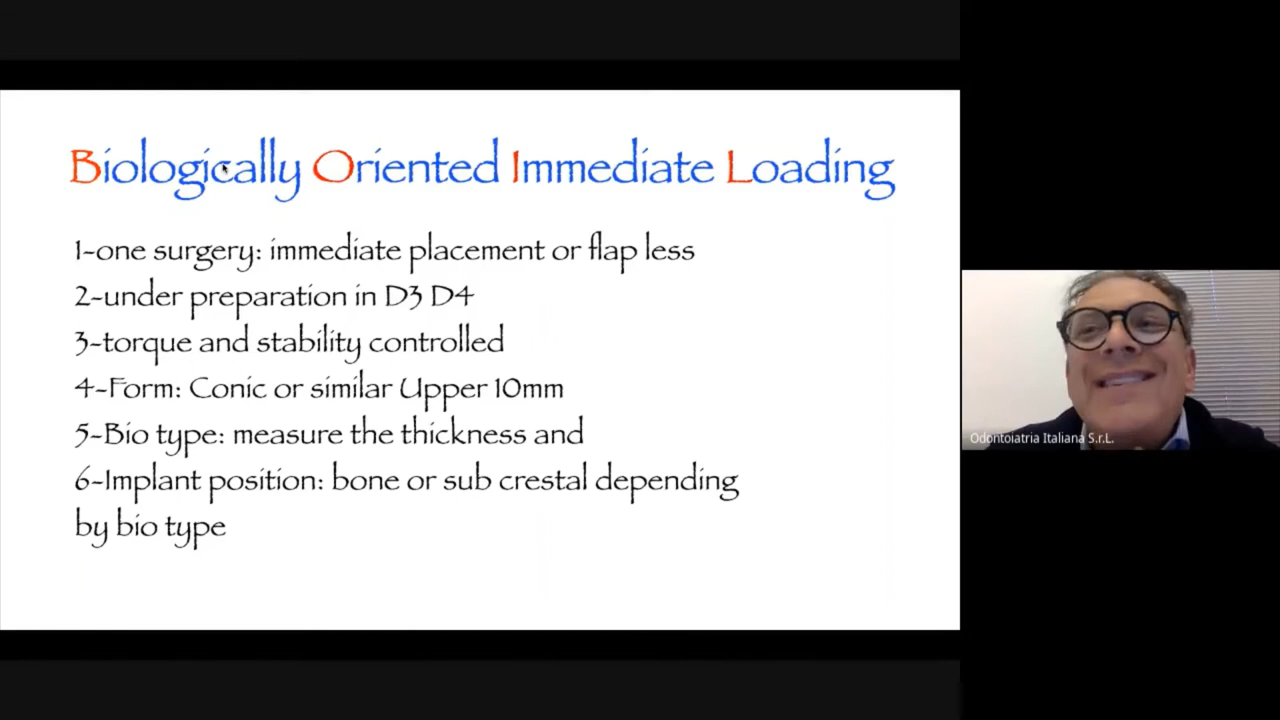 Biologically Oriented Immediate Loading
1-one surgery: immediate placement or flap less
2-under preparation in D3 D4
3-torque and stability controlled
4-Form: Conic or similar Upper 10mm
5-Bio type: measure the thickness and
6-Implant position: bone or sub crestal depending
by bio type
Odontoiatria Italiana S.r.L.